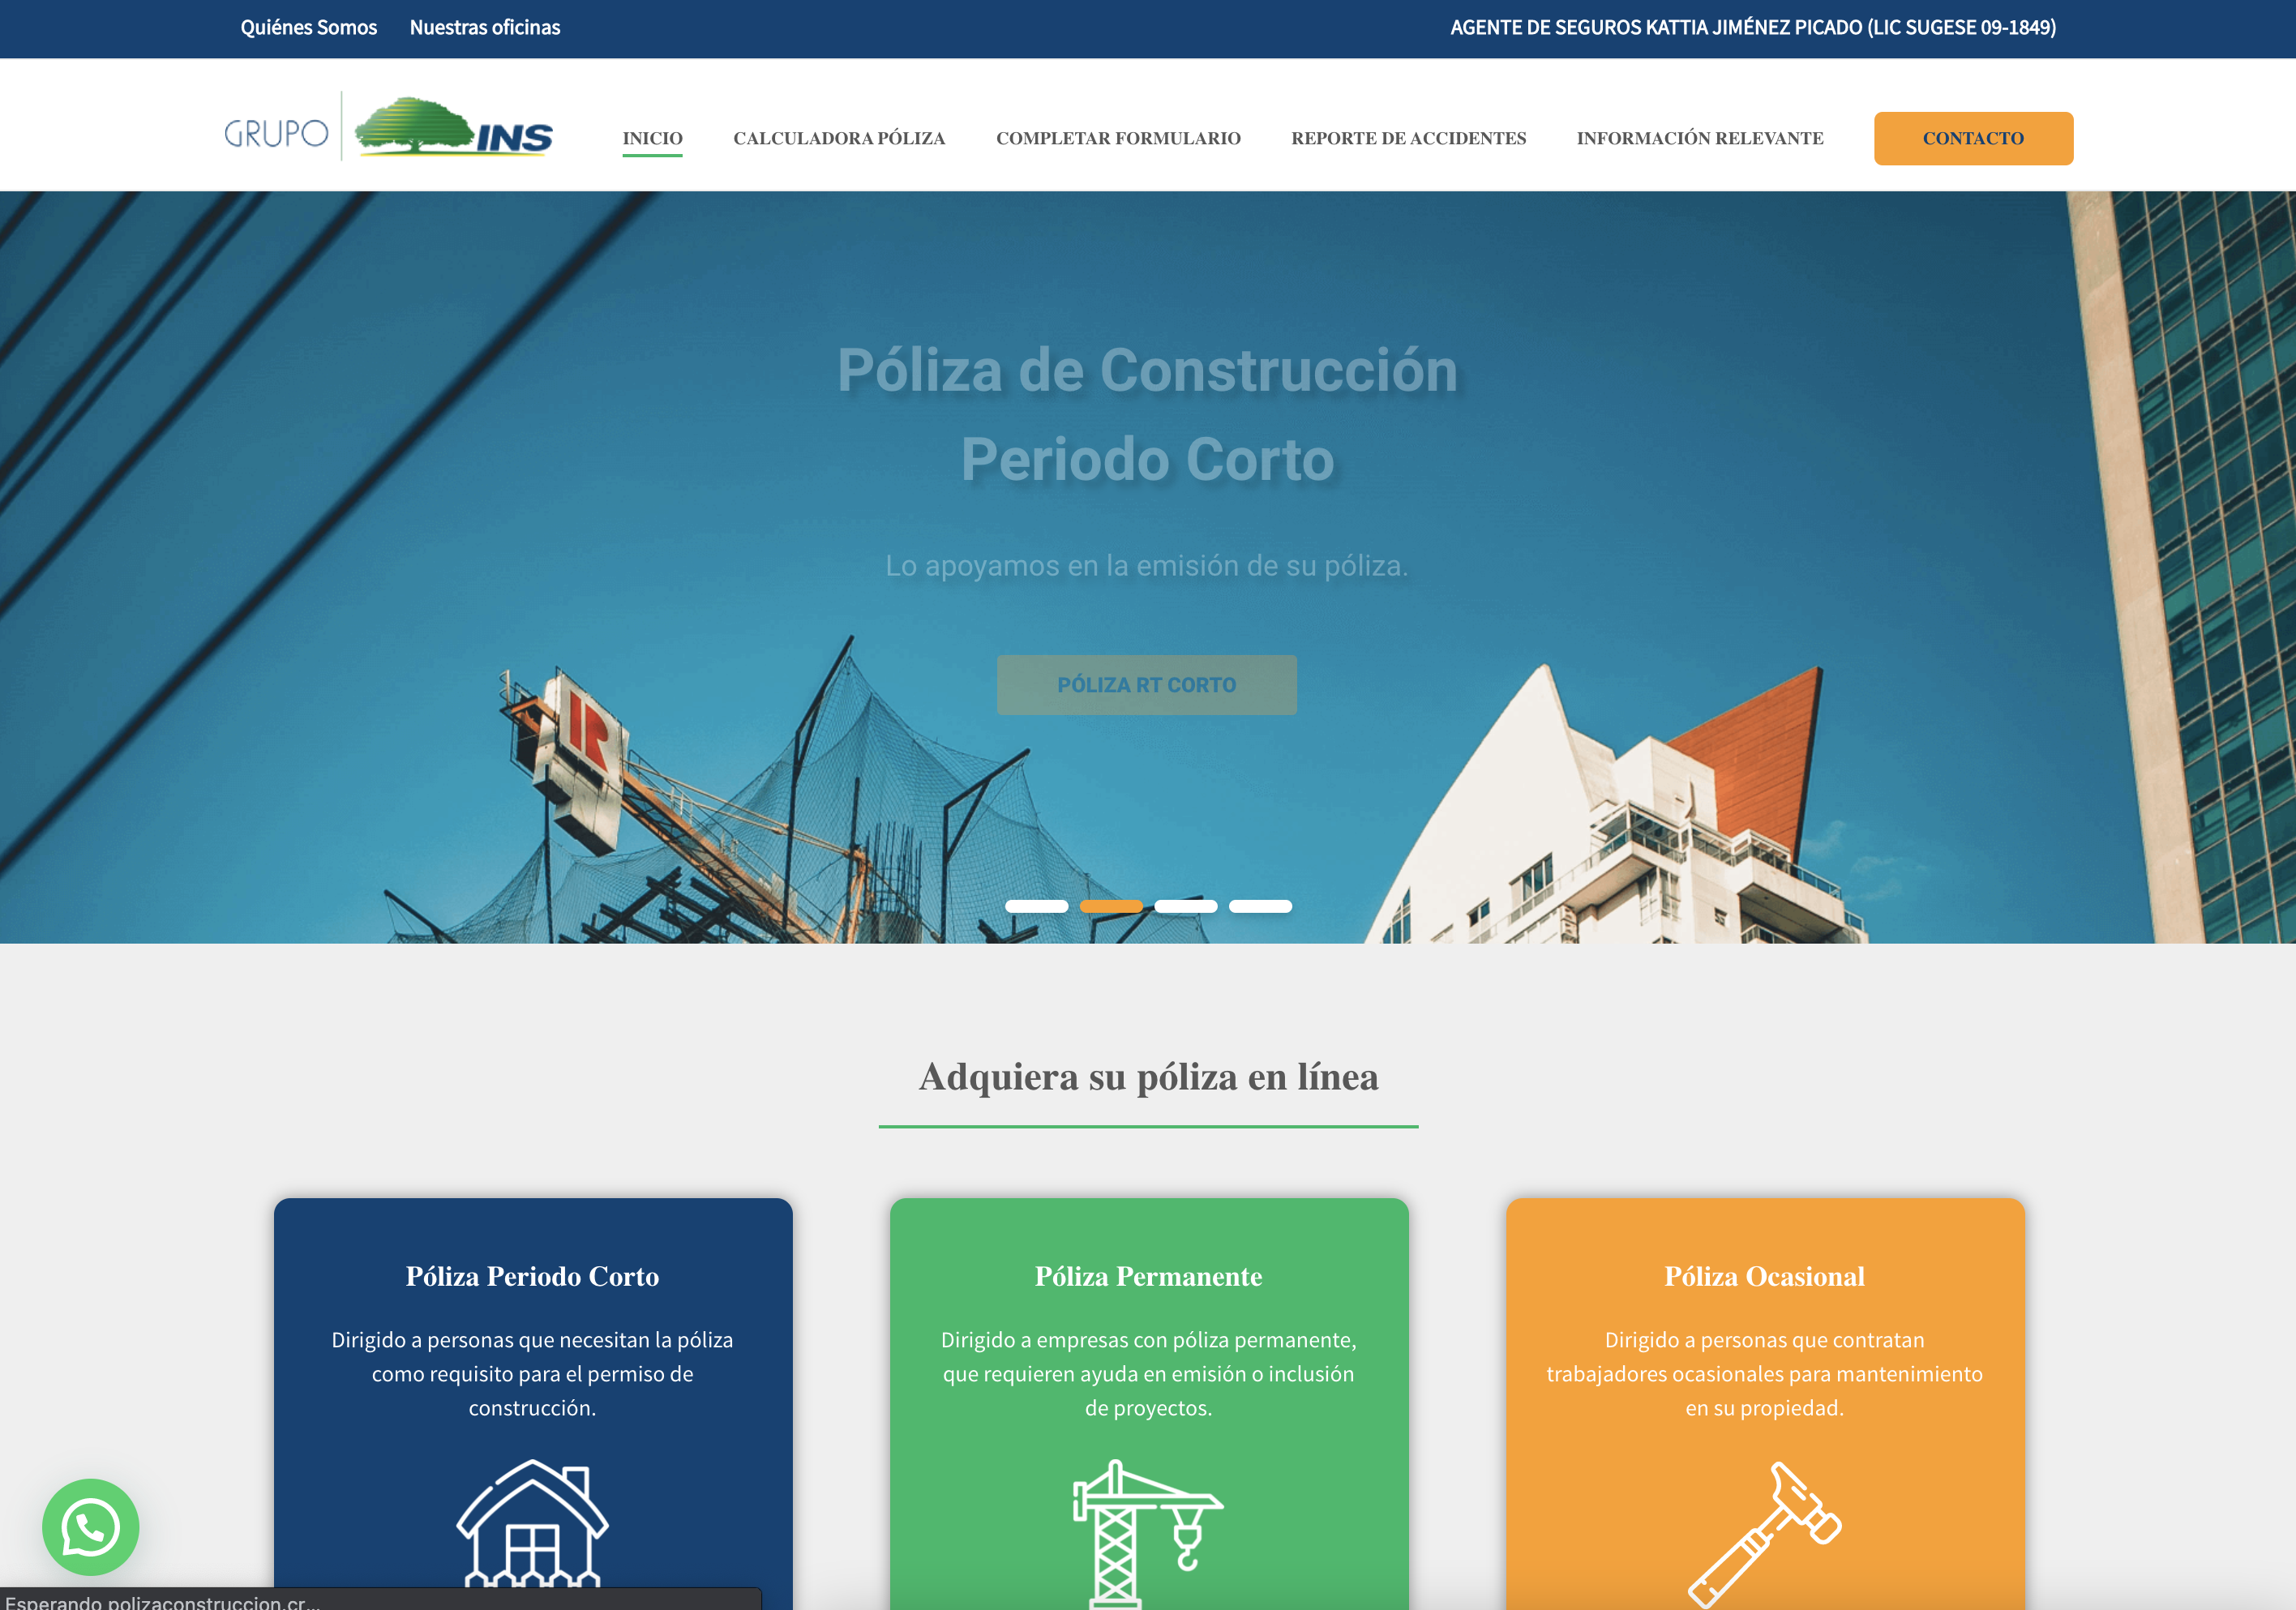 Quiénes Somos Nuestras oficinas AGENTE DE SEGUROS KATTIA JIMÉNEZ PICADO (LIC SUGESE 09-1849)
GRUPO INS
INICIO CALCULADORA PÓLIZA COMPLETAR FORMULARIO REPORTE DE ACCIDENTES INFORMACIÓN RELEVANTE CONTACTO
Póliza de Construcción
Periodo Corto
Lo apoyamos en la emisión de su póliza.
PÓLIZA RT CORTO
R
Adquiera su póliza en línea
Póliza Periodo Corto
Dirigido a personas que necesitan la póliza
como requisito para el permiso de
construcción.
Póliza Permanente
Dirigido a empresas con póliza permanente,
que requieren ayuda en emisión o inclusión
de proyectos.
Póliza Ocasional
Dirigido a personas que contratan
trabajadores ocasionales para mantenimiento
en su propiedad.
Esperando polizaconstruccion.cr...